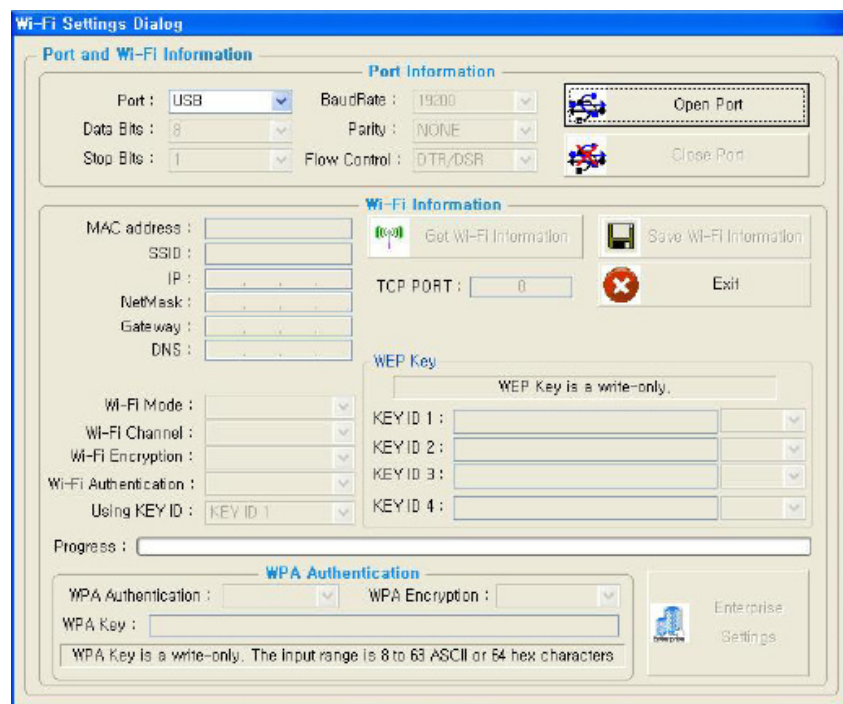 Wi-Fi Settings Dialog
Port and Wi-Fi Information
Port Information
Port : USB BaudRate : 19200 Open Port
Data Bits : 8 Parity : NONE
Stop Bits : 1 Flow Control : DTR/DSR Close Port
Wi-Fi Information
MAC address : Get Wi-Fi Information Save Wi-Fi Information
SSID :
IP : . . . TCP PORT : 0 Exit
NetMask : . . .
Gateway : . . .
DNS : . . .
WEP Key
WEP Key is a write-only.
Wi-Fi Mode : KEY ID 1 :
Wi-Fi Channel : KEY ID 2 :
Wi-Fi Encryption : KEY ID 3 :
Wi-Fi Authentication :
Using KEY ID : KEY ID 1 KEY ID 4 :
Progress :
WPA Authentication
WPA Authentication : WPA Encryption : Enterprise
WPA Key : Settings
WPA Key is a write-only. The input range is 8 to 63 ASCII or 64 hex characters